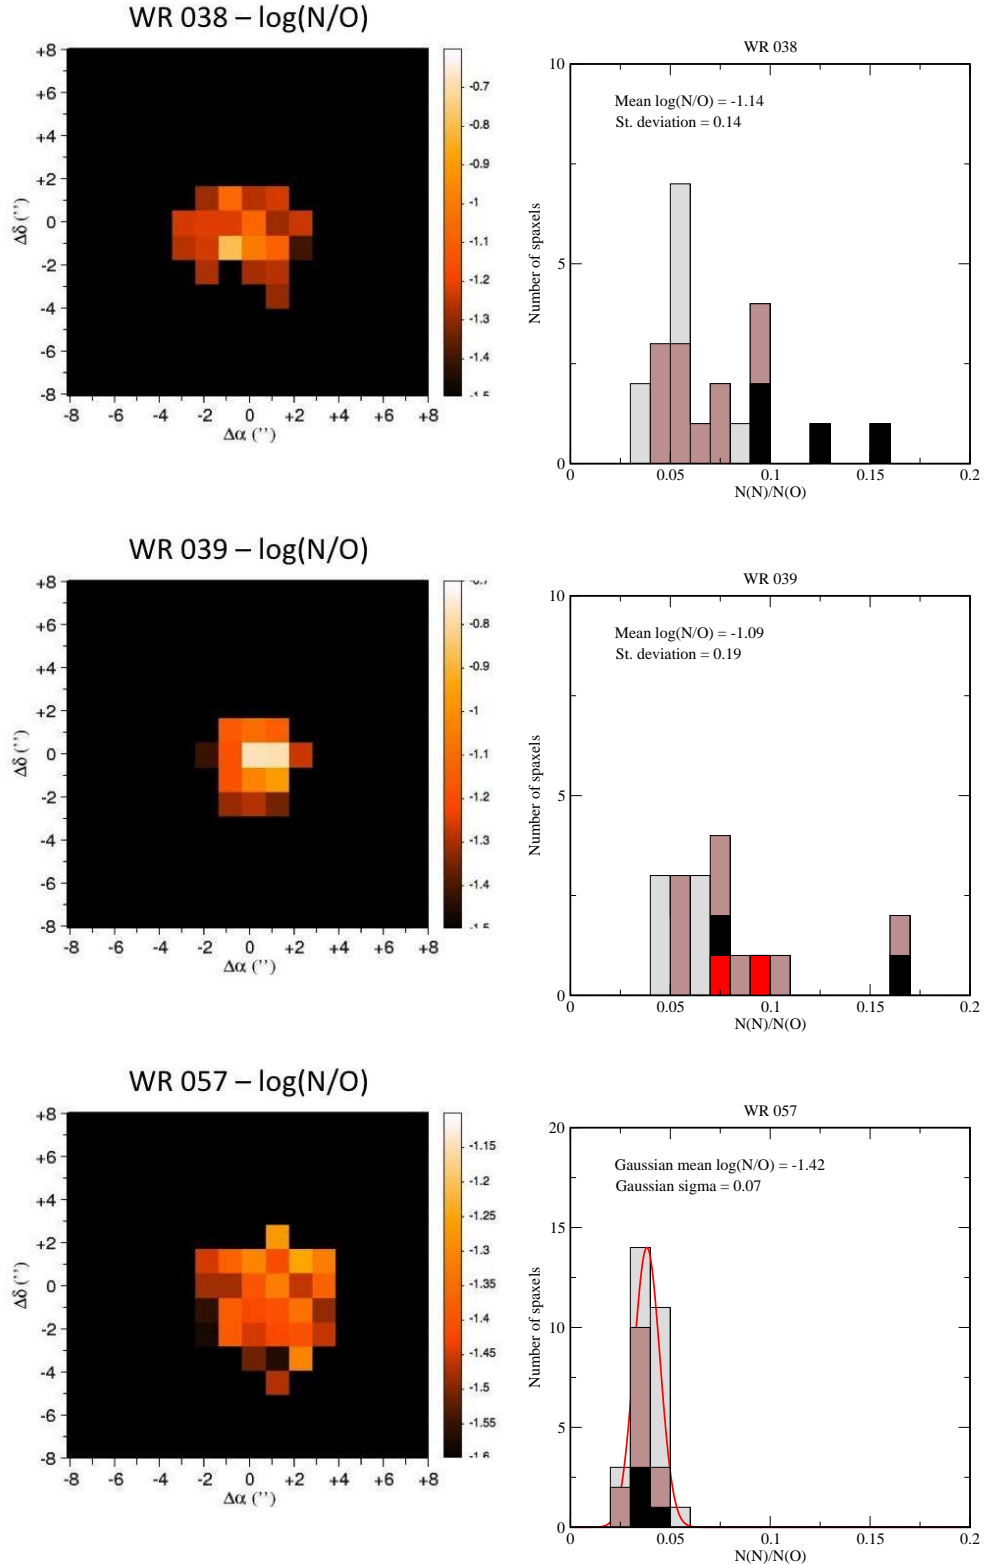 WR 038 – log(N/O)
+8
+6
+4
+2
0
-2
-4
-6
-8
Δδ ('')
-8 -6 -4 -2 0 +2 +4 +6 +8
Δα ('')
-0.7
-0.8
-0.9
-1
-1.1
-1.2
-1.3
-1.4
-1.5
WR 038
Mean log(N/O) = -1.14
St. deviation = 0.14
10
5
0
Number of spaxels
0 0.05 0.1 0.15 0.2
N(N)/N(O)
WR 039 – log(N/O)
+8
+6
+4
+2
0
-2
-4
-6
-8
Δδ ('')
-8 -6 -4 -2 0 +2 +4 +6 +8
Δα ('')
-0.7
-0.8
-0.9
-1
-1.1
-1.2
-1.3
-1.4
-1.5
WR 039
Mean log(N/O) = -1.09
St. deviation = 0.19
10
5
0
Number of spaxels
0 0.05 0.1 0.15 0.2
N(N)/N(O)
WR 057 – log(N/O)
+8
+6
+4
+2
0
-2
-4
-6
-8
Δδ ('')
-8 -6 -4 -2 0 +2 +4 +6 +8
Δα ('')
-1.15
-1.2
-1.25
-1.3
-1.35
-1.4
-1.45
-1.5
-1.55
-1.6
WR 057
Gaussian mean log(N/O) = -1.42
Gaussian sigma = 0.07
20
15
10
5
0
Number of spaxels
0 0.05 0.1 0.15 0.2
N(N)/N(O)